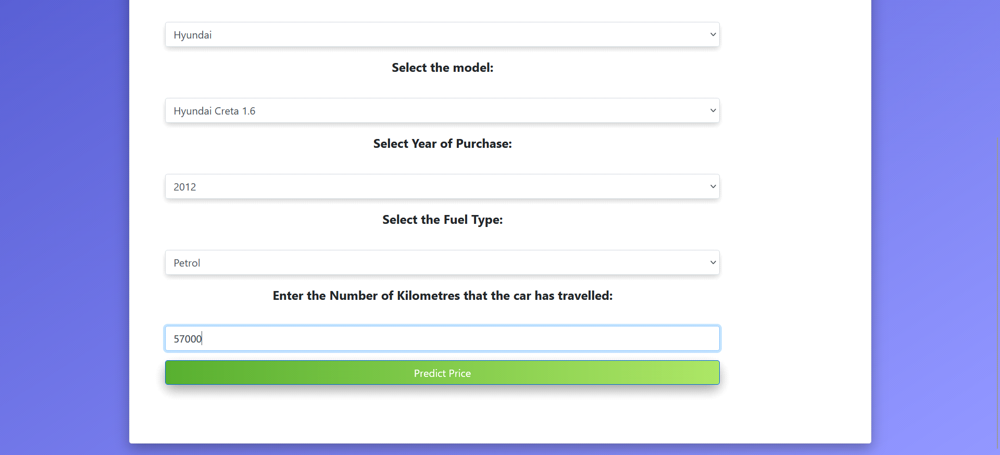 Hyundai
Select the model:
Hyundai Creta 1.6
Select Year of Purchase:
2012
Select the Fuel Type:
Petrol
Enter the Number of Kilometres that the car has travelled:
57000
Predict Price